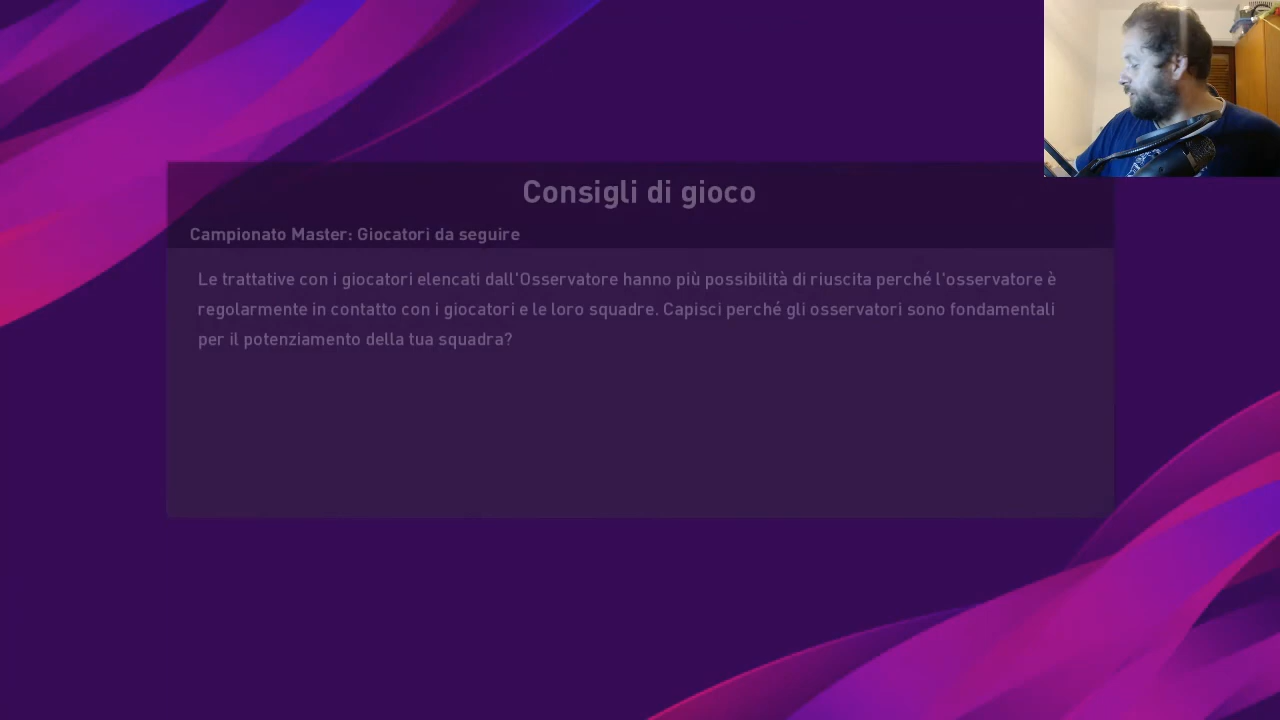 Consigli di gioco
Campionato Master: Giocatori da seguire
Le trattative con i giocatori elencati dall'Osservatore hanno più possibilità di riuscita perché l'osservatore è
regolarmente in contatto con i giocatori e le loro squadre. Capisci perché gli osservatori sono fondamentali
per il potenziamento della tua squadra?